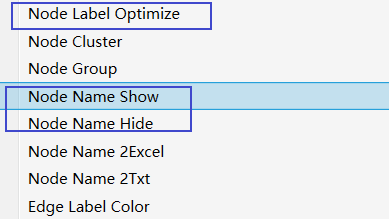 Node Label Optimize
Node Cluster
Node Group
Node Name Show
Node Name Hide
Node Name 2Excel
Node Name 2Txt
Edge Label Color